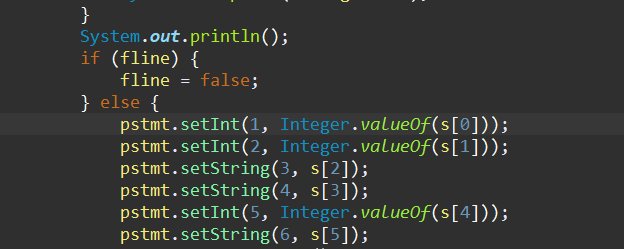 }
System.out.println();
if (fline) {
fline = false;
} else {
pstmt.setInt(1, Integer.valueOf(s[0]));
pstmt.setInt(2, Integer.valueOf(s[1]));
pstmt.setString(3, s[2]);
pstmt.setString(4, s[3]);
pstmt.setInt(5, Integer.valueOf(s[4]));
pstmt.setString(6, s[5]);